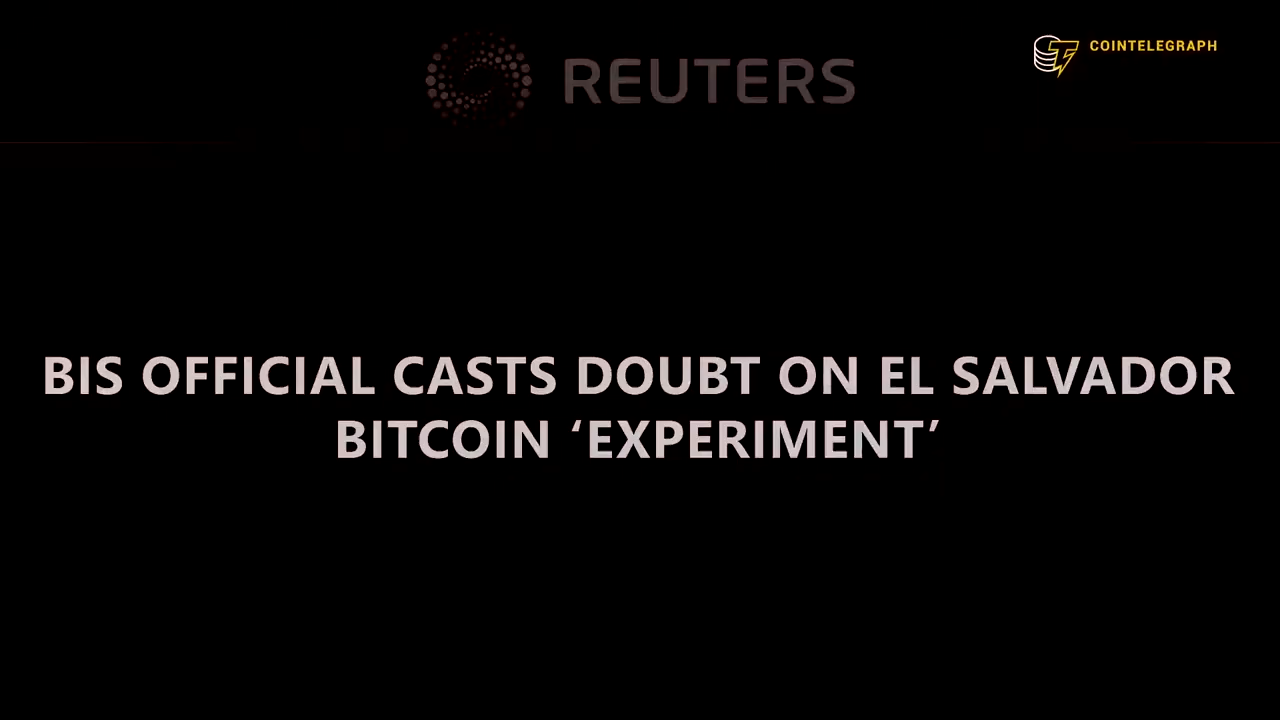 REUTERS
COINTELEGRAPH
BIS OFFICIAL CASTS DOUBT ON EL SALVADOR
BITCOIN ‘EXPERIMENT’